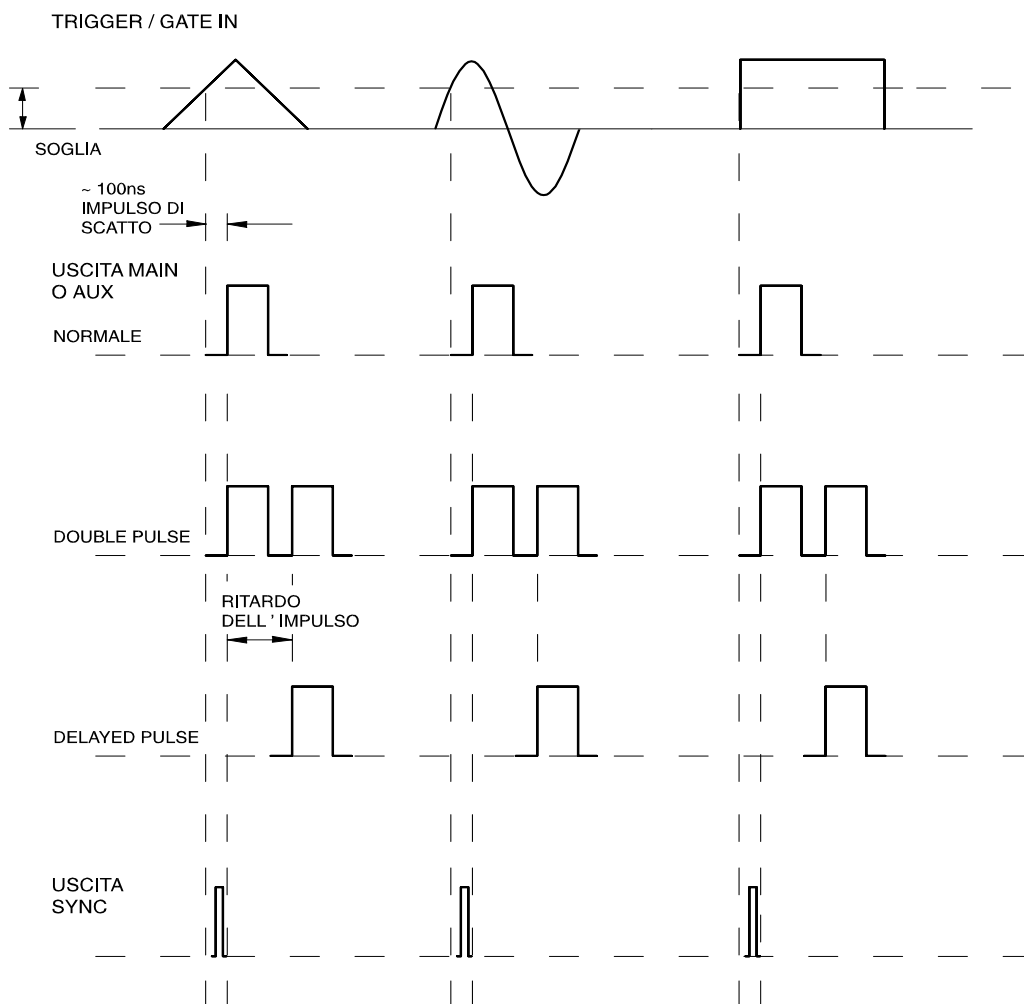 TRIGGER / GATE IN
SOGLIA
~ 100ns
IMPULSO DI
SCATTO
USCITA MAIN
O AUX
NORMALE
DOUBLE PULSE
RITARDO
DELL ' IMPULSO
DELAYED PULSE
USCITA
SYNC